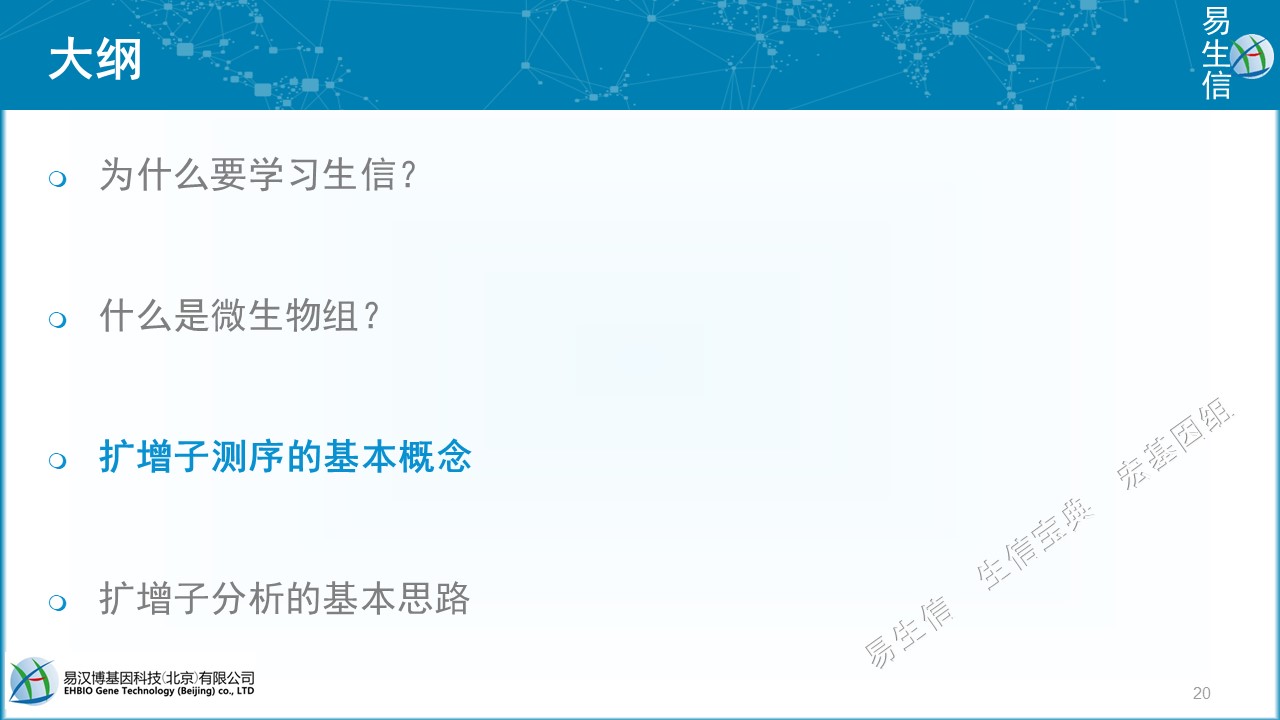 大纲
易生信
为什么要学习生信？
什么是微生物组？
扩增子测序的基本概念
扩增子分析的基本思路
易生信 生信宝典 宏基因组
易汉博基因科技(北京)有限公司
EHBIO Gene Technology (Beijing) co., LTD
20